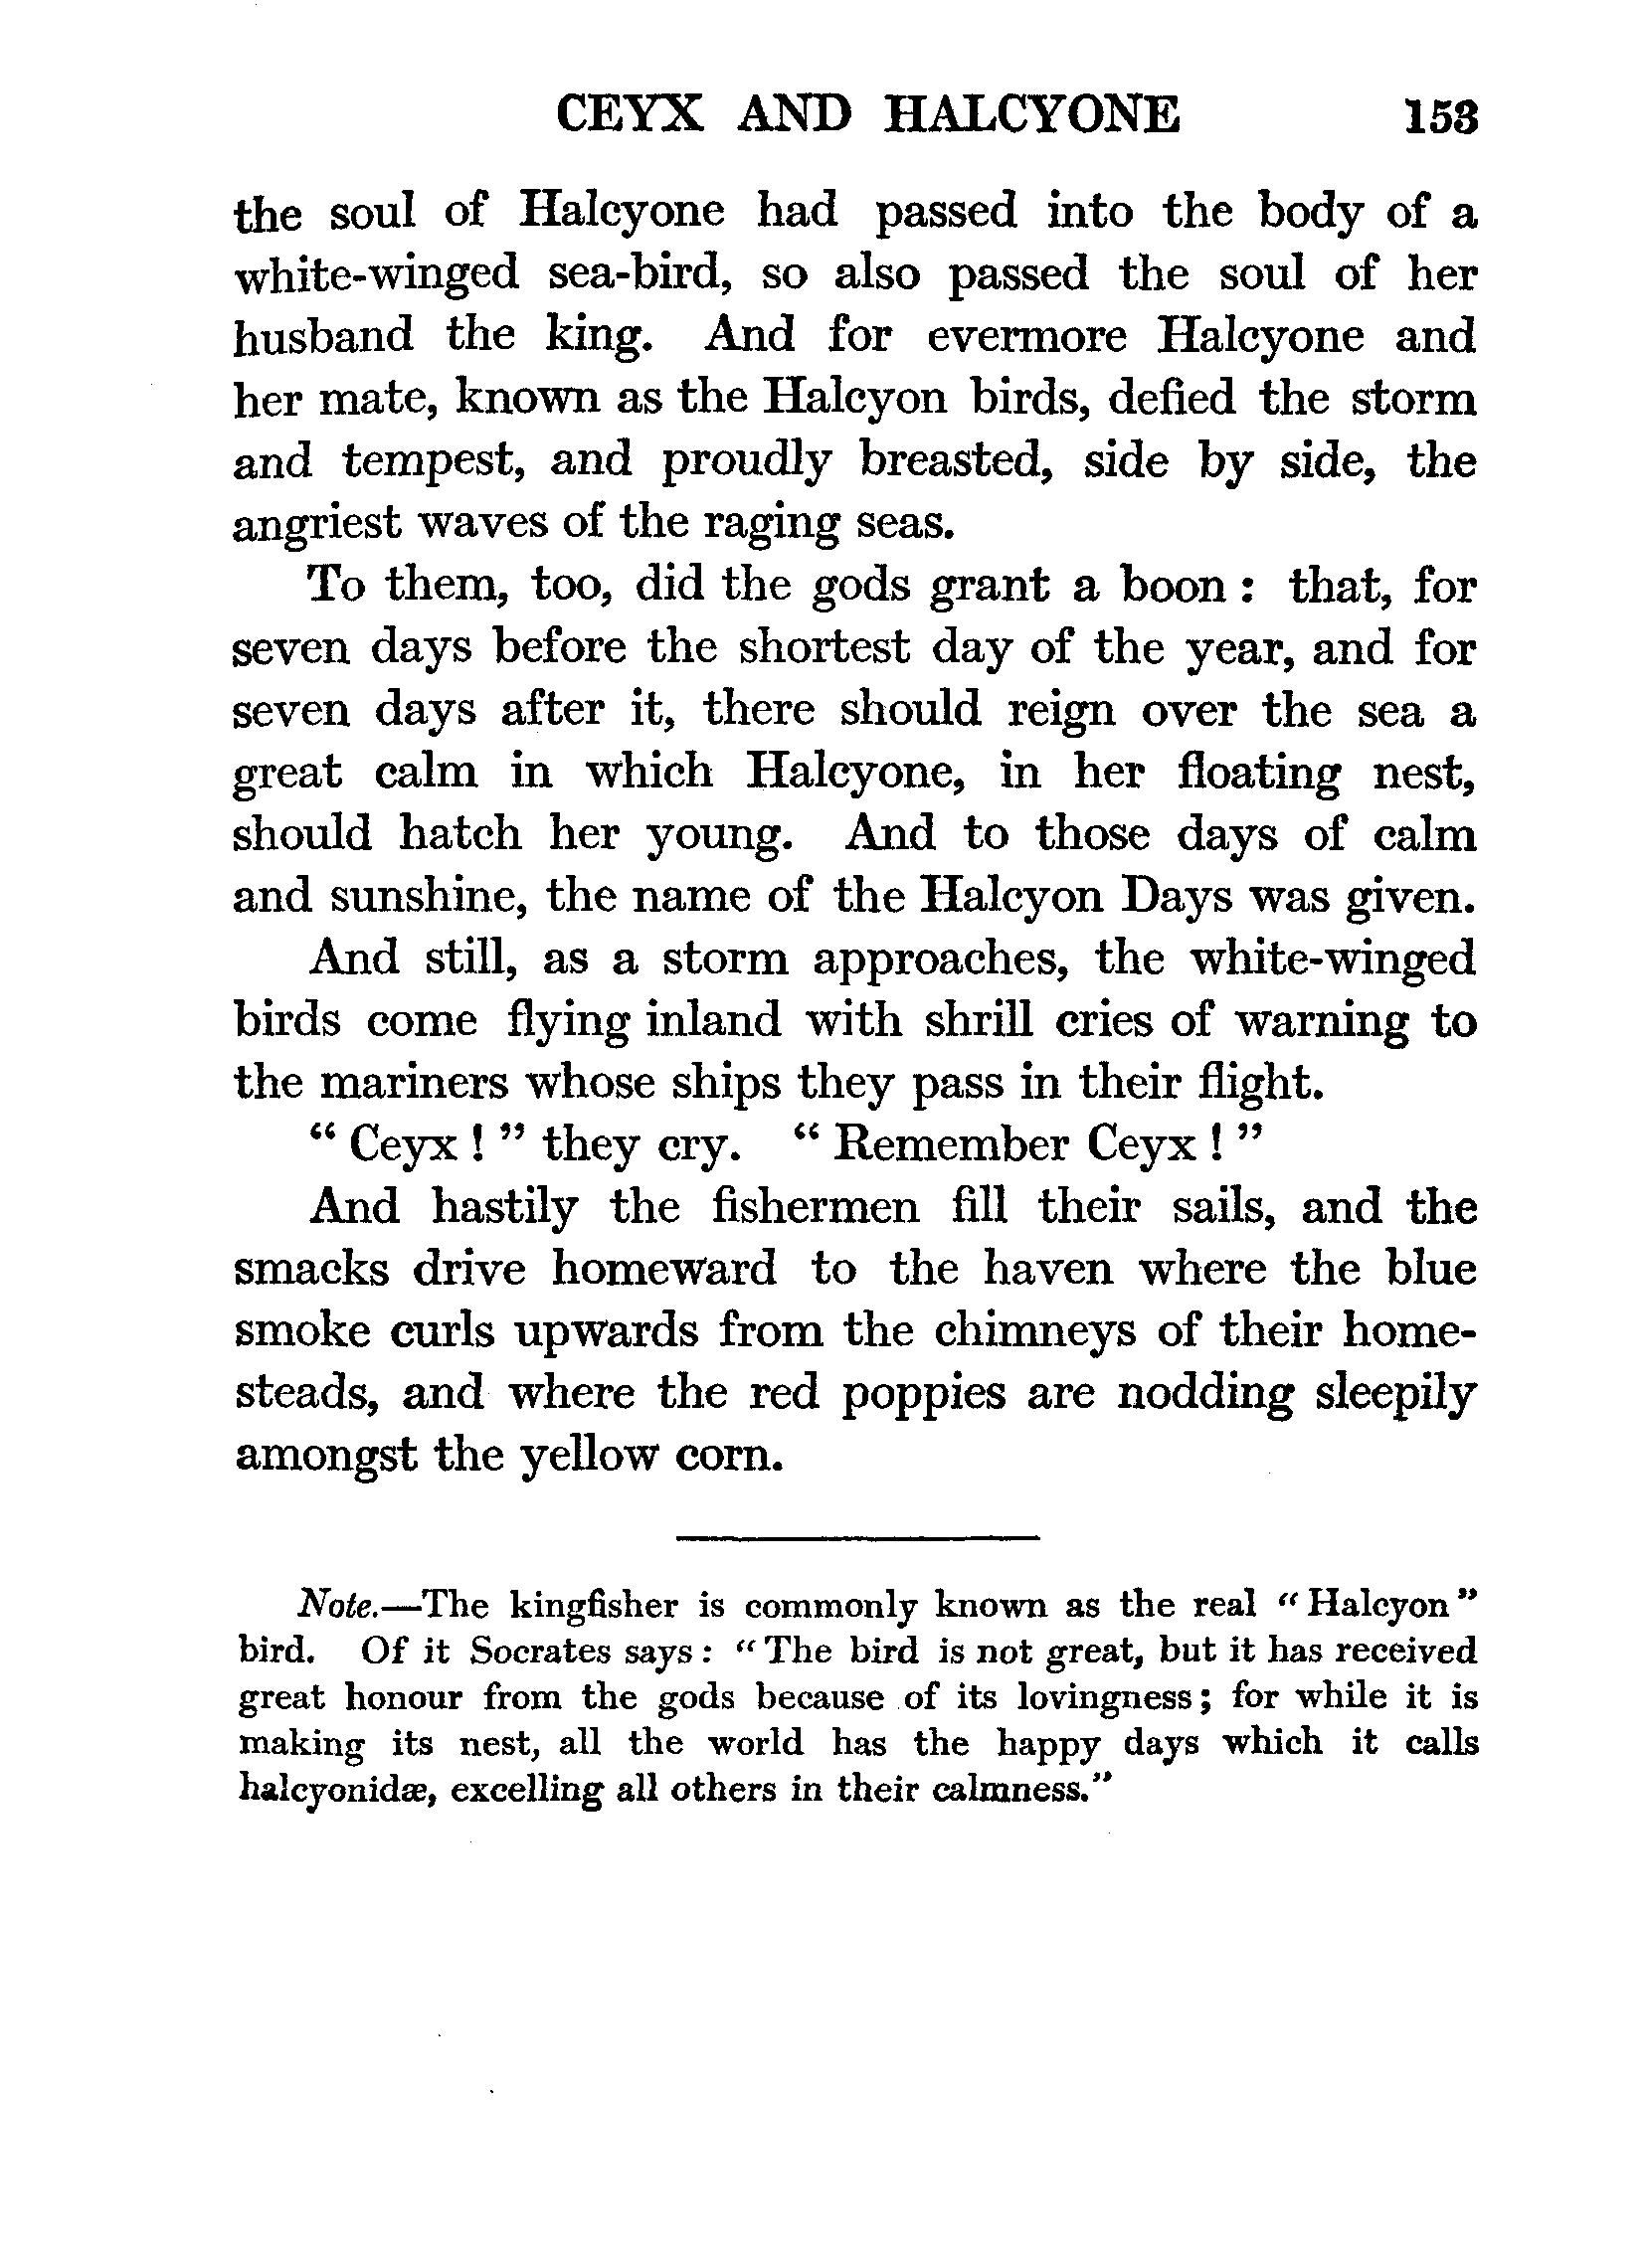 CEYX AND HALCYONE 153
the soul of Halcyone had passed into the body of a
white-winged sea-bird, so also passed the soul of her
husband the king. And for evermore Halcyone and
her mate, known as the Halcyon birds, defied the storm
and tempest, and proudly breasted, side by side, the
angriest waves of the raging seas.
To them, too, did the gods grant a boon : that, for
seven days before the shortest day of the year, and for
seven days after it, there should reign over the sea a
great calm in which Halcyone, in her floating nest,
should hatch her young. And to those days of calm
and sunshine, the name of the Halcyon Days was given.
And still, as a storm approaches, the white-winged
birds come flying inland with shrill cries of warning to
the mariners whose ships they pass in their flight.
“ Ceyx ! ” they cry. “ Remember Ceyx ! ”
And hastily the fishermen fill their sails, and the
smacks drive homeward to the haven where the blue
smoke curls upwards from the chimneys of their home-
steads, and where the red poppies are nodding sleepily
amongst the yellow corn.
Note.—The kingfisher is commonly known as the real “ Halcyon ”
bird. Of it Socrates says : “ The bird is not great, but it has received
great honour from the gods because of its lovingness ; for while it is
making its nest, all the world has the happy days which it calls
halcyonidæ, excelling all others in their calmness.”